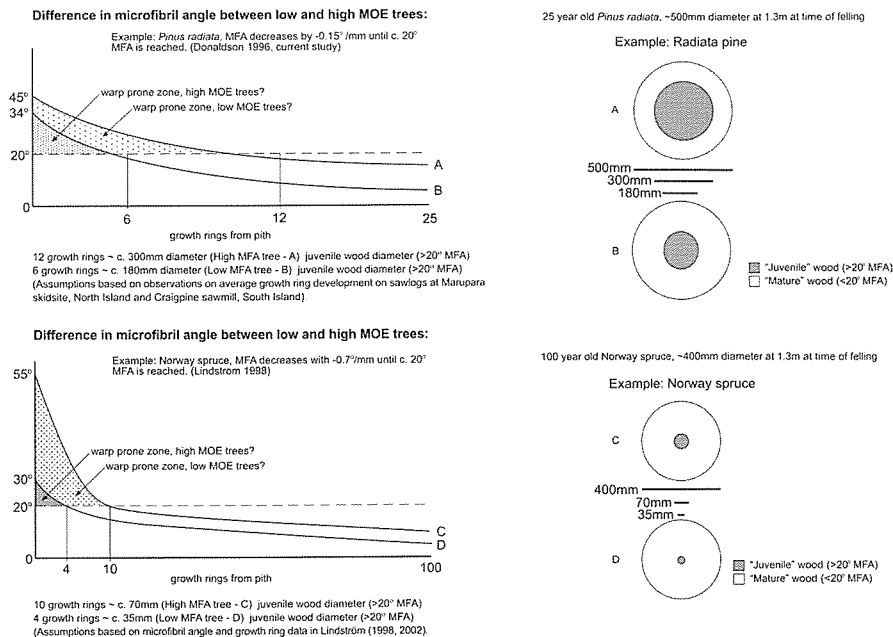 Difference in microfibril angle between low and high MOE trees:
Example: Pinus radiata, MFA decreases by -0.15°/mm until c. 20°
MFA is reached. (Donaldson 1996, current study)
warp prone zone, high MOE trees?
warp prone zone, low MOE trees?
45°
34°
20°
0
A
B
6
12
25
growth rings from pith
12 growth rings ~ c. 300mm diameter (High MFA tree - A) juvenile wood diameter (>20° MFA)
6 growth rings ~ c. 180mm diameter (Low MFA tree - B) juvenile wood diameter (>20° MFA)
(Assumptions based on observations on average growth ring development on sawlogs at Marupara
skidsite, North Island and Craigpine sawmill, South Island).
25 year old Pinus radiata, ~500mm diameter at 1.3m at time of felling
Example: Radiata pine
A
500mm
300mm
180mm
B
"Juvenile" wood (>20° MFA)
"Mature" wood (<20° MFA)
Difference in microfibril angle between low and high MOE trees:
Example: Norway spruce, MFA decreases with -0.7°/mm until c. 20°
MFA is reached. (Lindstrom 1998)
55°
warp prone zone, high MOE trees?
warp prone zone, low MOE trees?
30°
20°
0
C
D
4
10
100
growth rings from pith
10 growth rings ~ c. 70mm (High MFA tree - C) juvenile wood diameter (>20° MFA)
4 growth rings ~ c. 35mm (Low MFA tree - D) juvenile wood diameter (>20° MFA)
(Assumptions based on microfibril angle and growth ring data in Lindström (1998, 2002).
100 year old Norway spruce, ~400mm diameter at 1.3m at time of felling
Example: Norway spruce
C
400mm
70mm
35mm
D
"Juvenile" wood (>20° MFA)
"Mature" wood (<20° MFA)